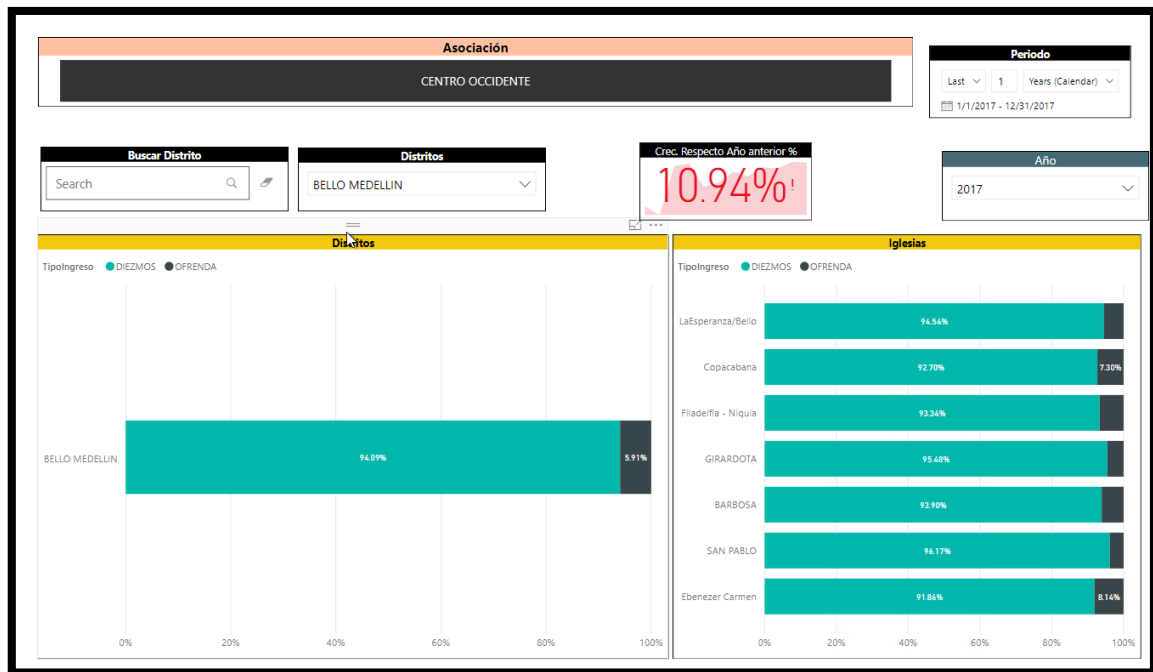 Asociación
CENTRO OCCIDENTE
Periodo
Last 1 Years (Calendar)
1/1/2017 - 12/31/2017
Buscar Distrito
Search
Distritos
BELLO MEDELLIN
Crec. Respecto Año anterior %
10.94%!
Año
2017
Distritos
TipoIngreso DIEZMOS OFRENDA
BELLO MEDELLIN 94.09% 5.91%
0% 20% 40% 60% 80% 100%
Iglesias
TipoIngreso DIEZMOS OFRENDA
LaEsperanza/Bello 94.54%
Copacabana 92.70% 7.30%
Filadelfia - Niquia 93.34%
GIRARDOTA 95.48%
BARBOSA 93.90%
SAN PABLO 96.17%
Ebenezer Carmen 91.86% 8.14%
0% 20% 40% 60% 80% 100%